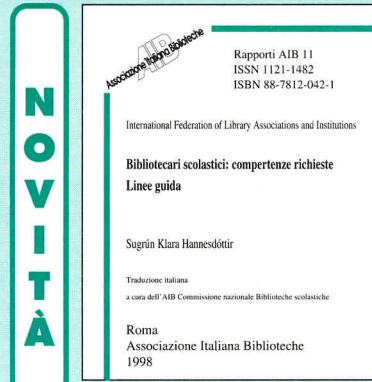 NOVITÀ
AIB
Associazione Italiana Biblioteche
Rapporti AIB 11
ISSN 1121-1482
ISBN 88-7812-042-1
International Federation of Library Associations and Institutions
Bibliotecari scolastici: compertenze richieste
Linee guida
Sugrún Klara Hannesdóttir
Traduzione italiana
a cura dell'AIB Commissione nazionale Biblioteche scolastiche
Roma
Associazione Italiana Biblioteche
1998